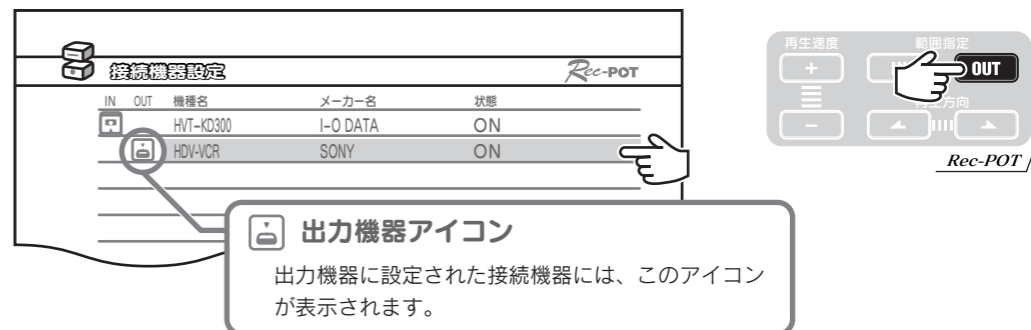 接続機器設定
Rec-POT
IN OUT 機種名 メーカー名 状態
HVT-KD300 I-O DATA ON
HDV-VCR SONY ON
出力機器アイコン
出力機器に設定された接続機器には、このアイコン
が表示されます。
再生速度 範囲指定
+ OUT
再生方向
-
Rec-POT